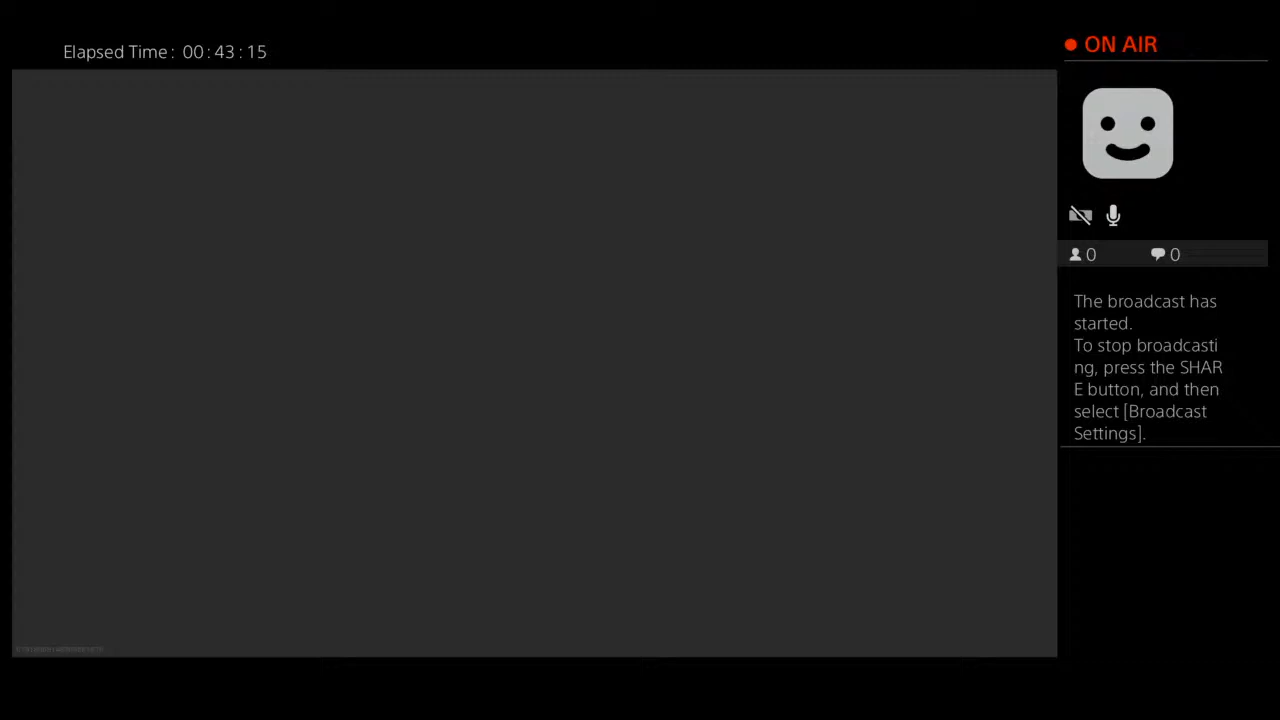 Elapsed Time: 00:43:15
ON AIR
0 0
The broadcast has
started.
To stop broadcasti
ng, press the SHAR
E button, and then
select [Broadcast
Settings].